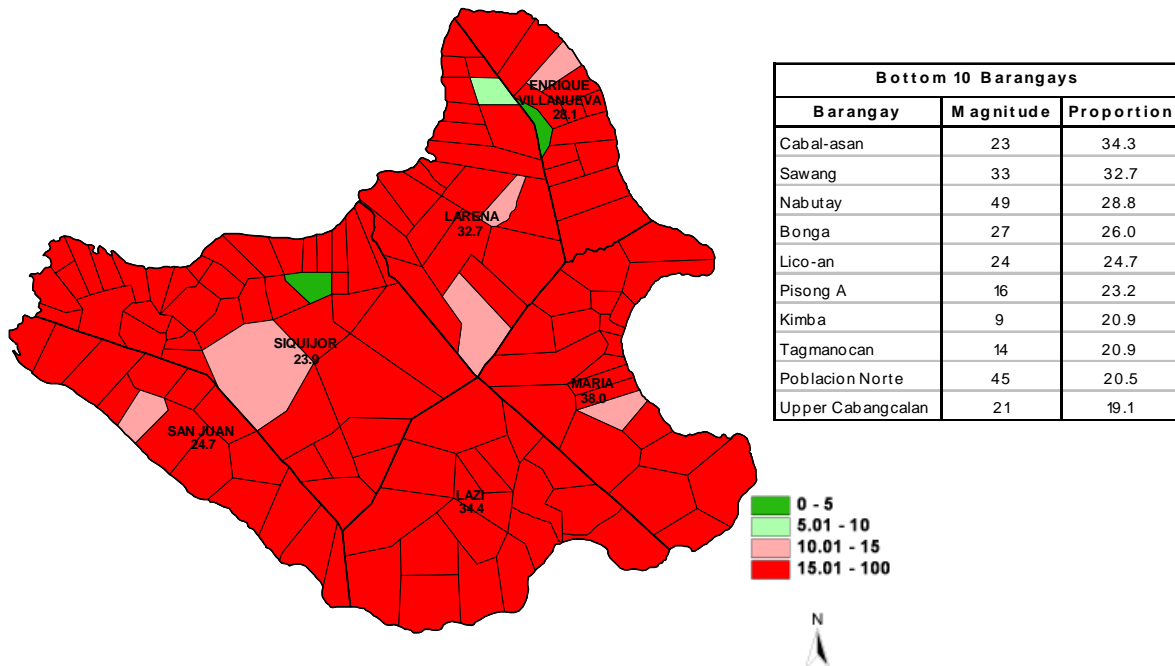 ENRIQUE
VILLANUEVA
28.1
LARENA
32.7
SIQUIJOR
23.9
MARIA
38.0
SAN JUAN
24.7
LAZI
34.4
Bottom 10 Barangays
Barangay Magnitude Proportion
Cabal-asan 23 34.3
Sawang 33 32.7
Nabutay 49 28.8
Bonga 27 26.0
Lico-an 24 24.7
Pisong A 16 23.2
Kimba 9 20.9
Tagmanocan 14 20.9
Poblacion Norte 45 20.5
Upper Cabangcalan 21 19.1
0 - 5
5.01 - 10
10.01 - 15
15.01 - 100
N